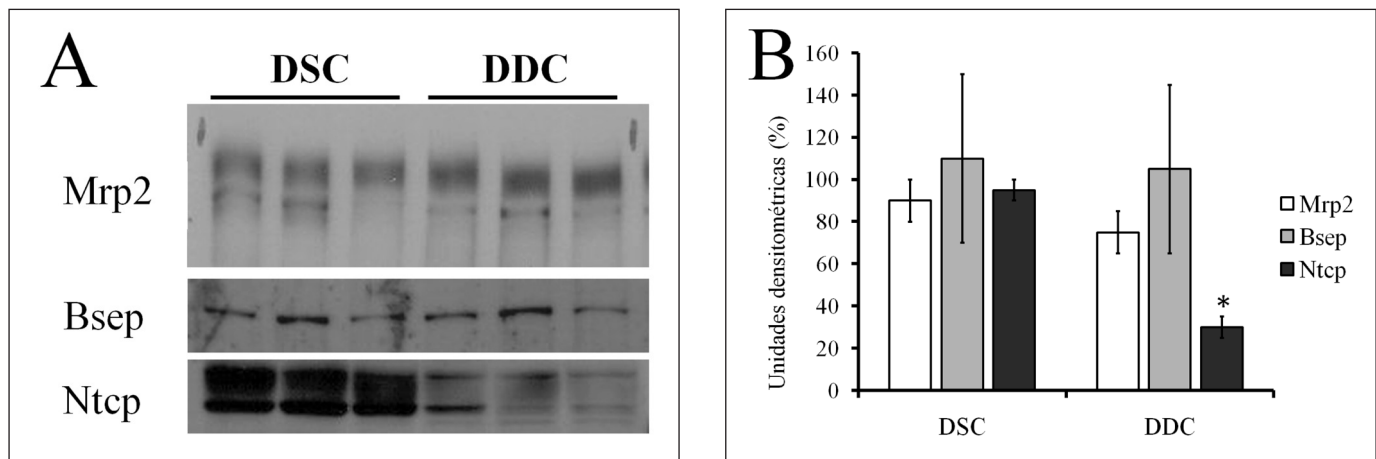 A
DSC DDC
Mrp2
Bsep
Ntcp
B
160
140
120
100
80
60
40
20
0
Unidades densitométricas (%)
*
DSC DDC
Mrp2
Bsep
Ntcp